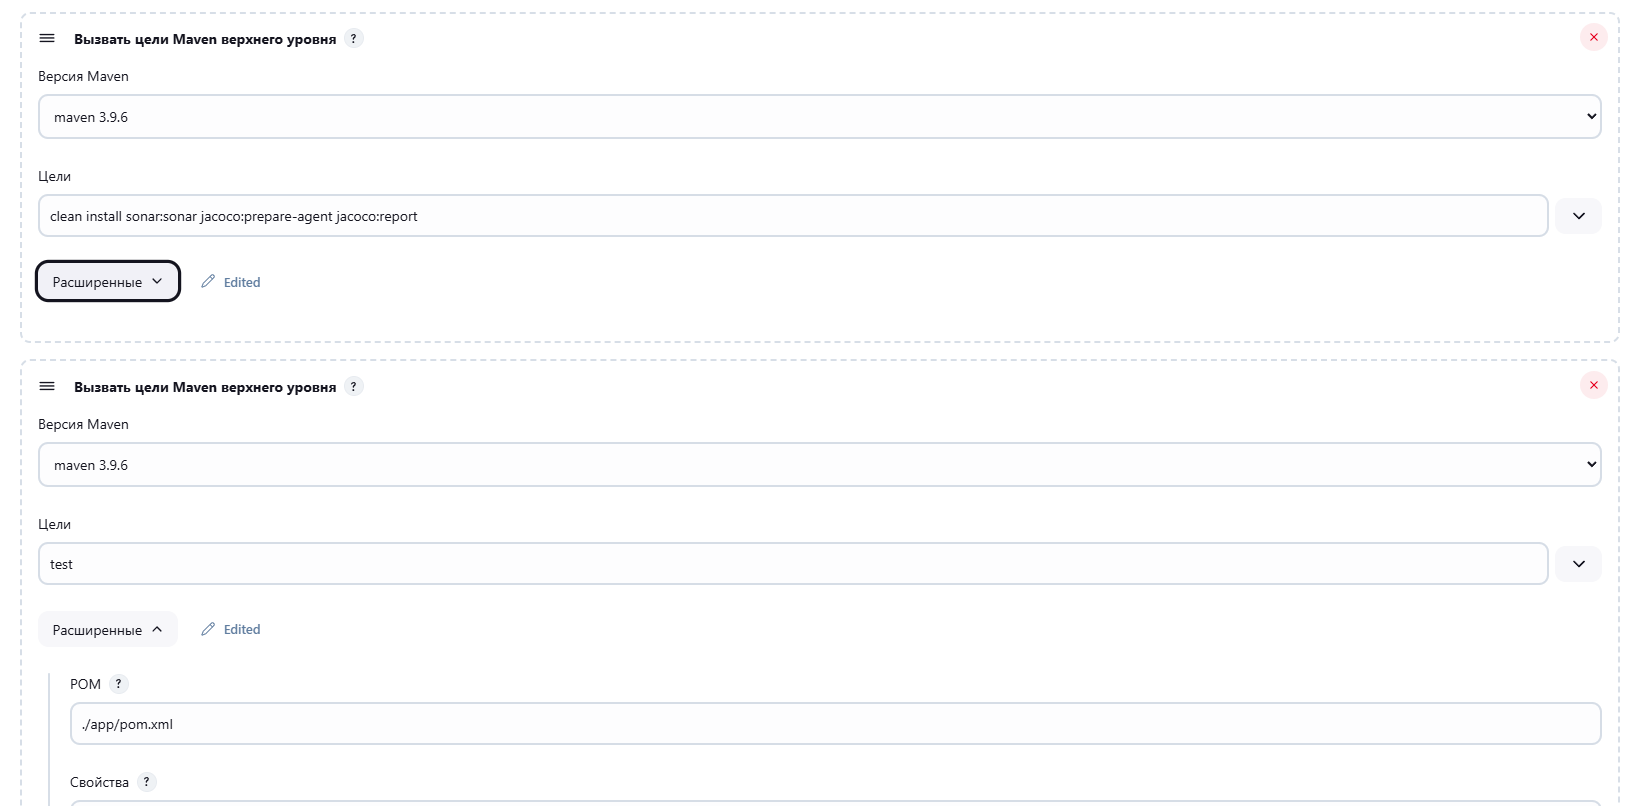 Вызвать цели Maven верхнего уровня ?
Версия Maven
maven 3.9.6
Цели
clean install sonar:sonar jacoco:prepare-agent jacoco:report
Расширенные Edited
Вызвать цели Maven верхнего уровня ?
Версия Maven
maven 3.9.6
Цели
test
Расширенные Edited
POM ?
./app/pom.xml
Свойства ?